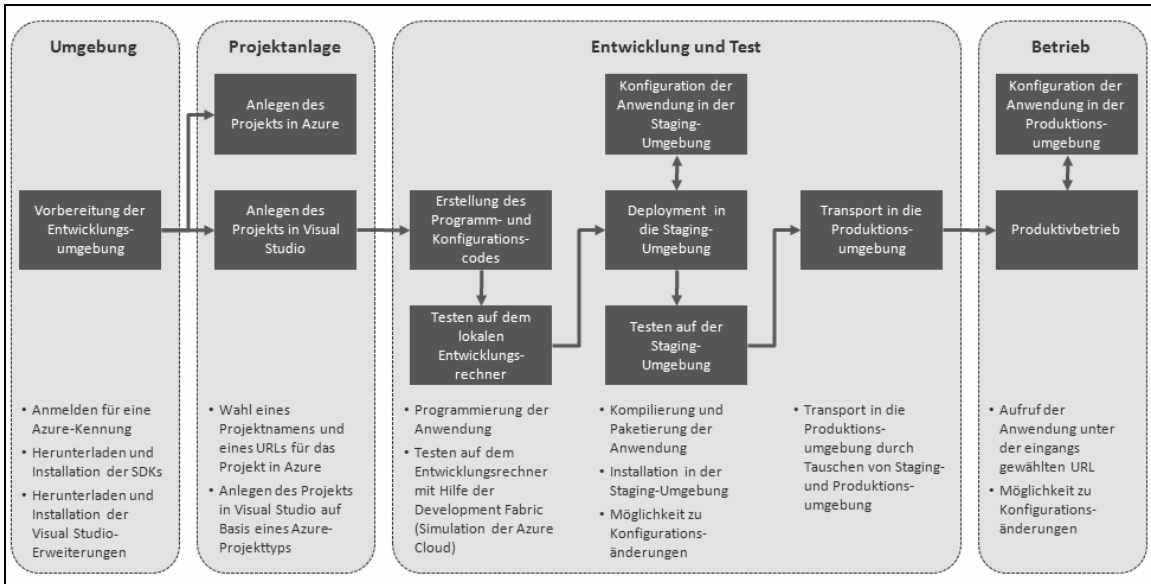 Umgebung
Vorbereitung der
Entwicklungs-
umgebung
• Anmelden für eine
Azure-Kennung
• Herunterladen und
Installation der SDKs
• Herunterladen und
Installation der
Visual Studio-
Erweiterungen
Projektanlage
Anlegen des
Projekts in Azure
Anlegen des
Projekts in Visual
Studio
• Wahl eines
Projektnamens und
eines URLs für das
Projekt in Azure
• Anlegen des Projekts
in Visual Studio auf
Basis eines Azure-
Projekttyps
Entwicklung und Test
Erstellung des
Programm- und
Konfigurations-
codes
Testen auf dem
lokalen
Entwicklungs-
rechner
• Programmierung der
Anwendung
• Testen auf dem
Entwicklungsrechner
mit Hilfe der
Development Fabric
(Simulation der Azure
Cloud)
Konfiguration der
Anwendung in der
Staging-
Umgebung
Deployment in
die Staging-
Umgebung
Testen auf der
Staging-
Umgebung
• Kompilierung und
Paketierung der
Anwendung
• Installation in der
Staging-Umgebung
• Möglichkeit zu
Konfigurations-
änderungen
Transport in die
Produktions-
umgebung
• Transport in die
Produktions-
umgebung durch
Tauschen von Staging-
und Produktions-
umgebung
Betrieb
Konfiguration der
Anwendung in der
Produktions-
umgebung
Produktivbetrieb
• Aufruf der
Anwendung unter
der eingangs
gewählten URL
• Möglichkeit zu
Konfigurations-
änderungen